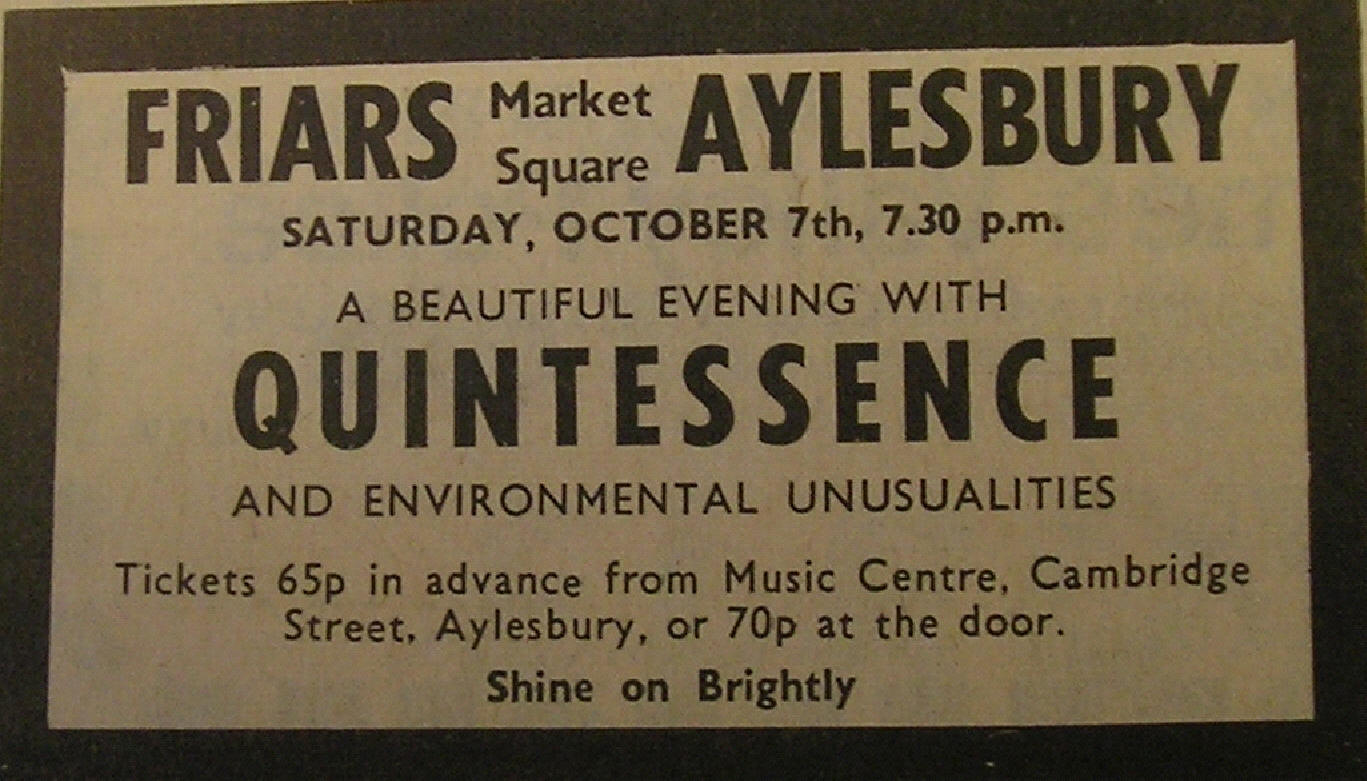 FRIARS Market Square AYLESBURY
SATURDAY, OCTOBER 7th, 7.30 p.m.
A BEAUTIFUL EVENING WITH
QUINTESSENCE
AND ENVIRONMENTAL UNUSUALITIES
Tickets 65p in advance from Music Centre, Cambridge
Street, Aylesbury, or 70p at the door.
Shine on Brightly